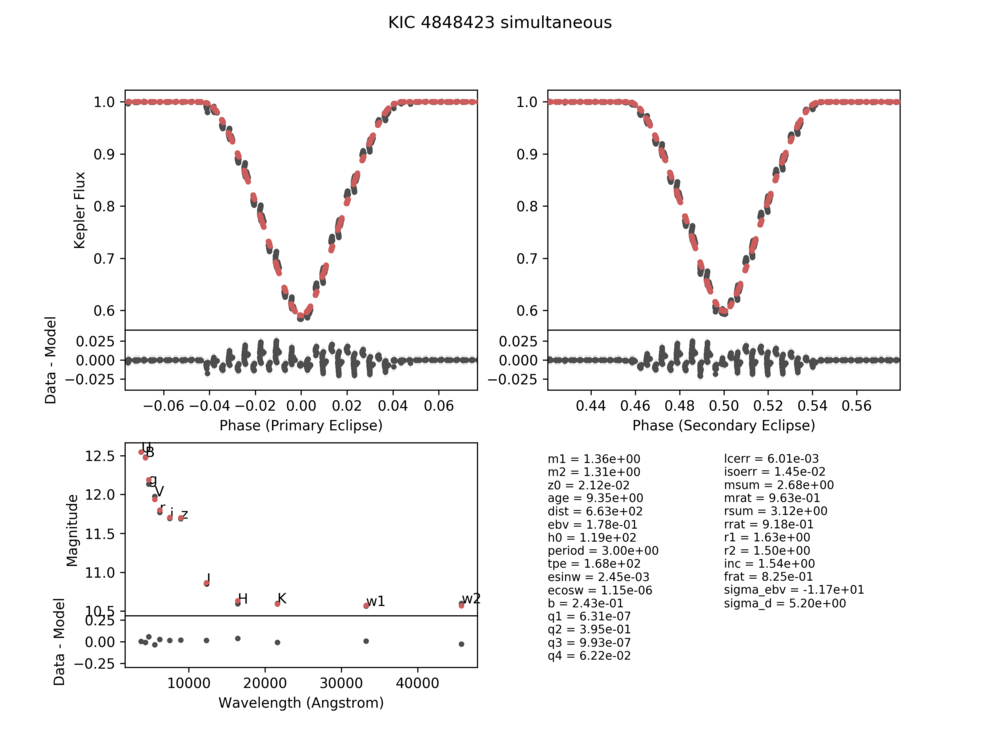 KIC 4848423 simultaneous
1.0
0.9
0.8
0.7
0.6
Kepler Flux
0.025
0.000
−0.025
Data - Model
−0.06 −0.04 −0.02 0.00 0.02 0.04 0.06
Phase (Primary Eclipse)
1.0
0.9
0.8
0.7
0.6
0.025
0.000
−0.025
0.44 0.46 0.48 0.50 0.52 0.54 0.56
Phase (Secondary Eclipse)
12.5
12.0
11.5
11.0
10.5
Magnitude
U
B
g
V
r
i
z
J
H
K
w1
w2
0.25
0.00
−0.25
Data - Model
10000 20000 30000 40000
Wavelength (Angstrom)
m1 = 1.36e+00
m2 = 1.31e+00
z0 = 2.12e-02
age = 9.35e+00
dist = 6.63e+02
ebv = 1.78e-01
h0 = 1.19e+02
period = 3.00e+00
tpe = 1.68e+02
esinw = 2.45e-03
ecosw = 1.15e-06
b = 2.43e-01
q1 = 6.31e-07
q2 = 3.95e-01
q3 = 9.93e-07
q4 = 6.22e-02
lcerr = 6.01e-03
isoerr = 1.45e-02
msum = 2.68e+00
mrat = 9.63e-01
rsum = 3.12e+00
rrat = 9.18e-01
r1 = 1.63e+00
r2 = 1.50e+00
inc = 1.54e+00
frat = 8.25e-01
sigma_ebv = -1.17e+01
sigma_d = 5.20e+00